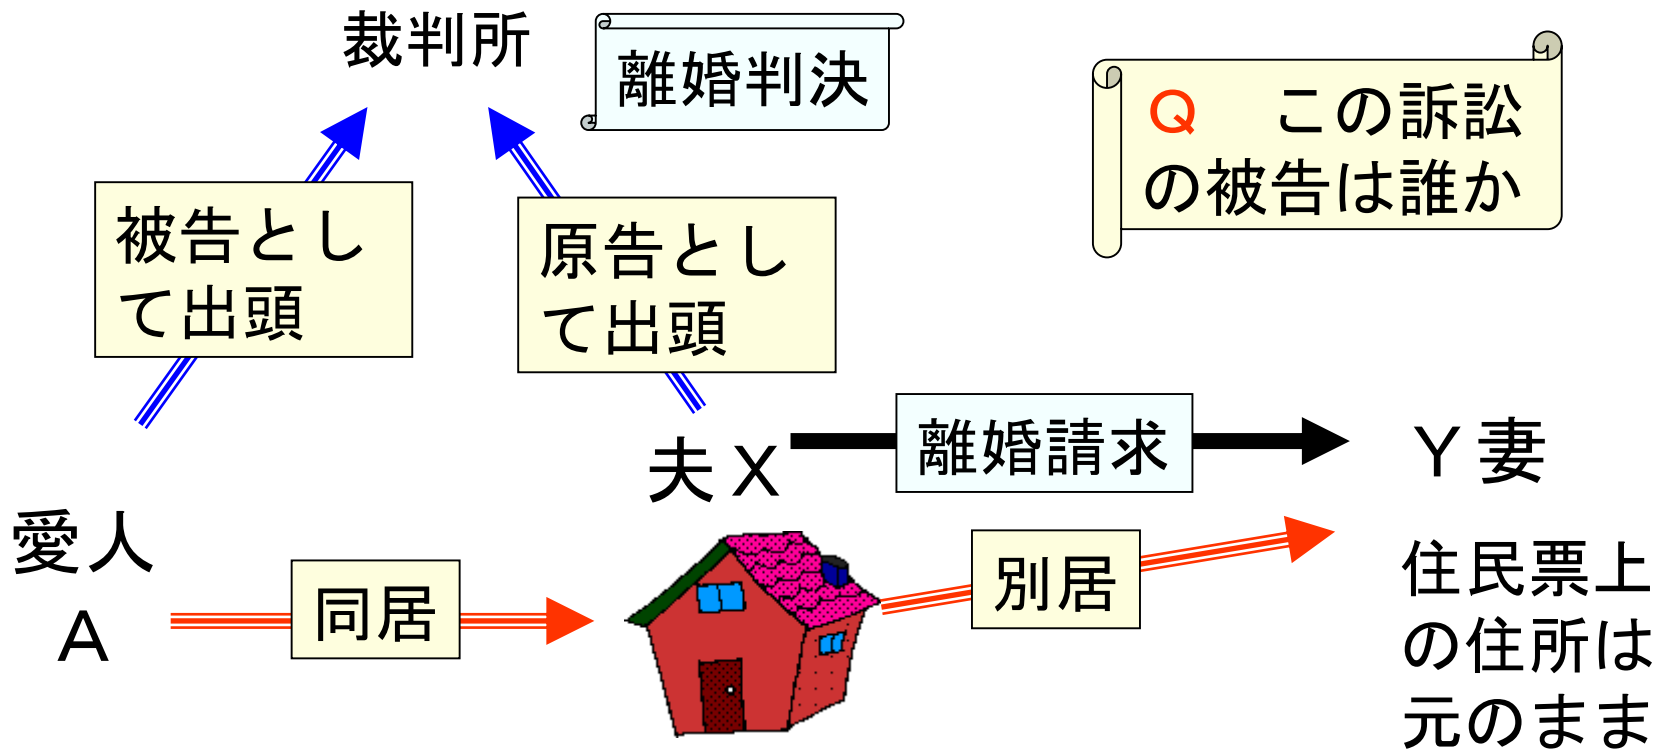 裁判所
離婚判決
Q　この訴訟
の被告は誰か
被告とし
て出頭
原告とし
て出頭
夫X
離婚請求
Y妻
愛人
A
同居
別居
住民票上
の住所は
元のまま